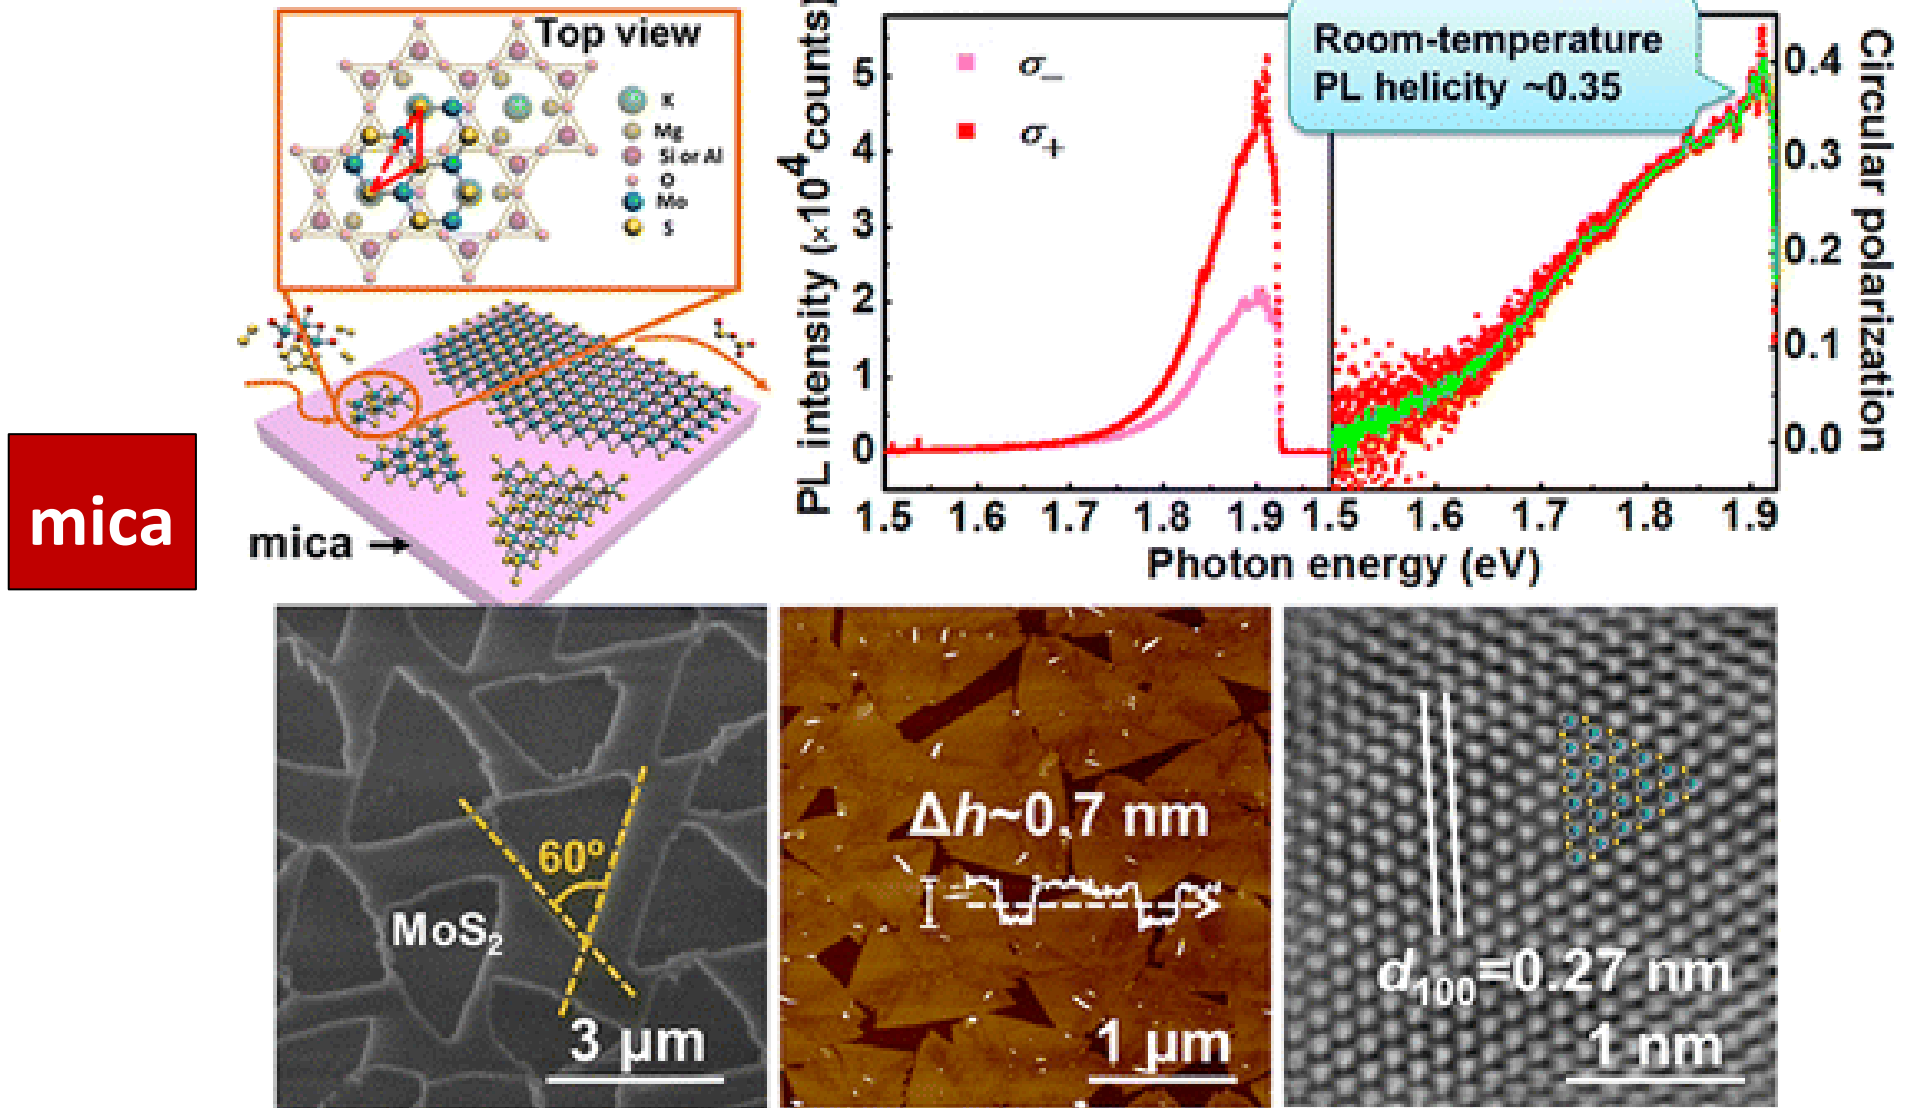 Top view
K
Mg
Si or Al
O
Mo
S
mica
mica
PL intensity (×10⁴ counts)
5
4
3
2
1
0
σ₋
σ₊
1.5 1.6 1.7 1.8 1.9
Room-temperature
PL helicity ~0.35
0.4
0.3
0.2
0.1
0.0
Circular polarization
1.5 1.6 1.7 1.8 1.9
Photon energy (eV)
60º
MoS₂
3 μm
Δh~0.7 nm
1 μm
d₁₀₀=0.27 nm
1 nm